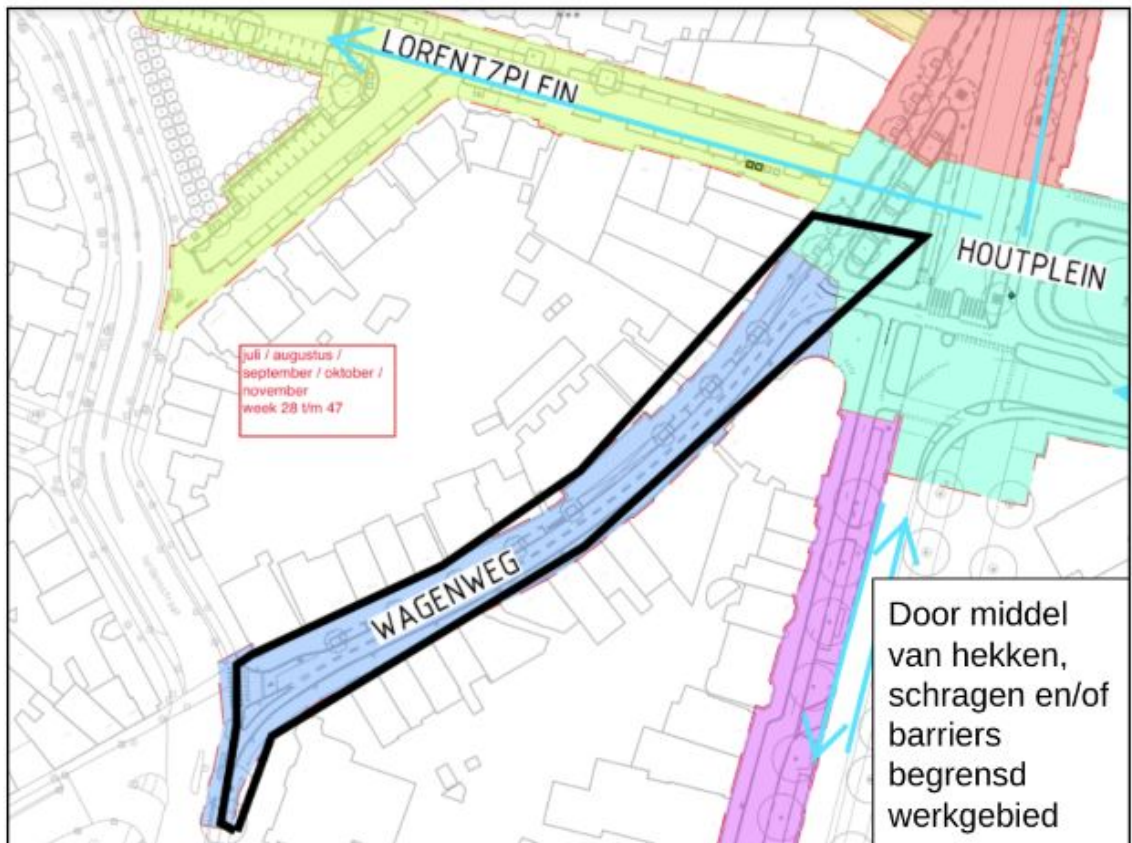 LORENTZPLEIN
HOUTPLEIN
juli / augustus /
september / oktober /
november
week 28 t/m 47
WAGENWEG
Door middel
van hekken,
schragen en/of
barriers
begrensd
werkgebied